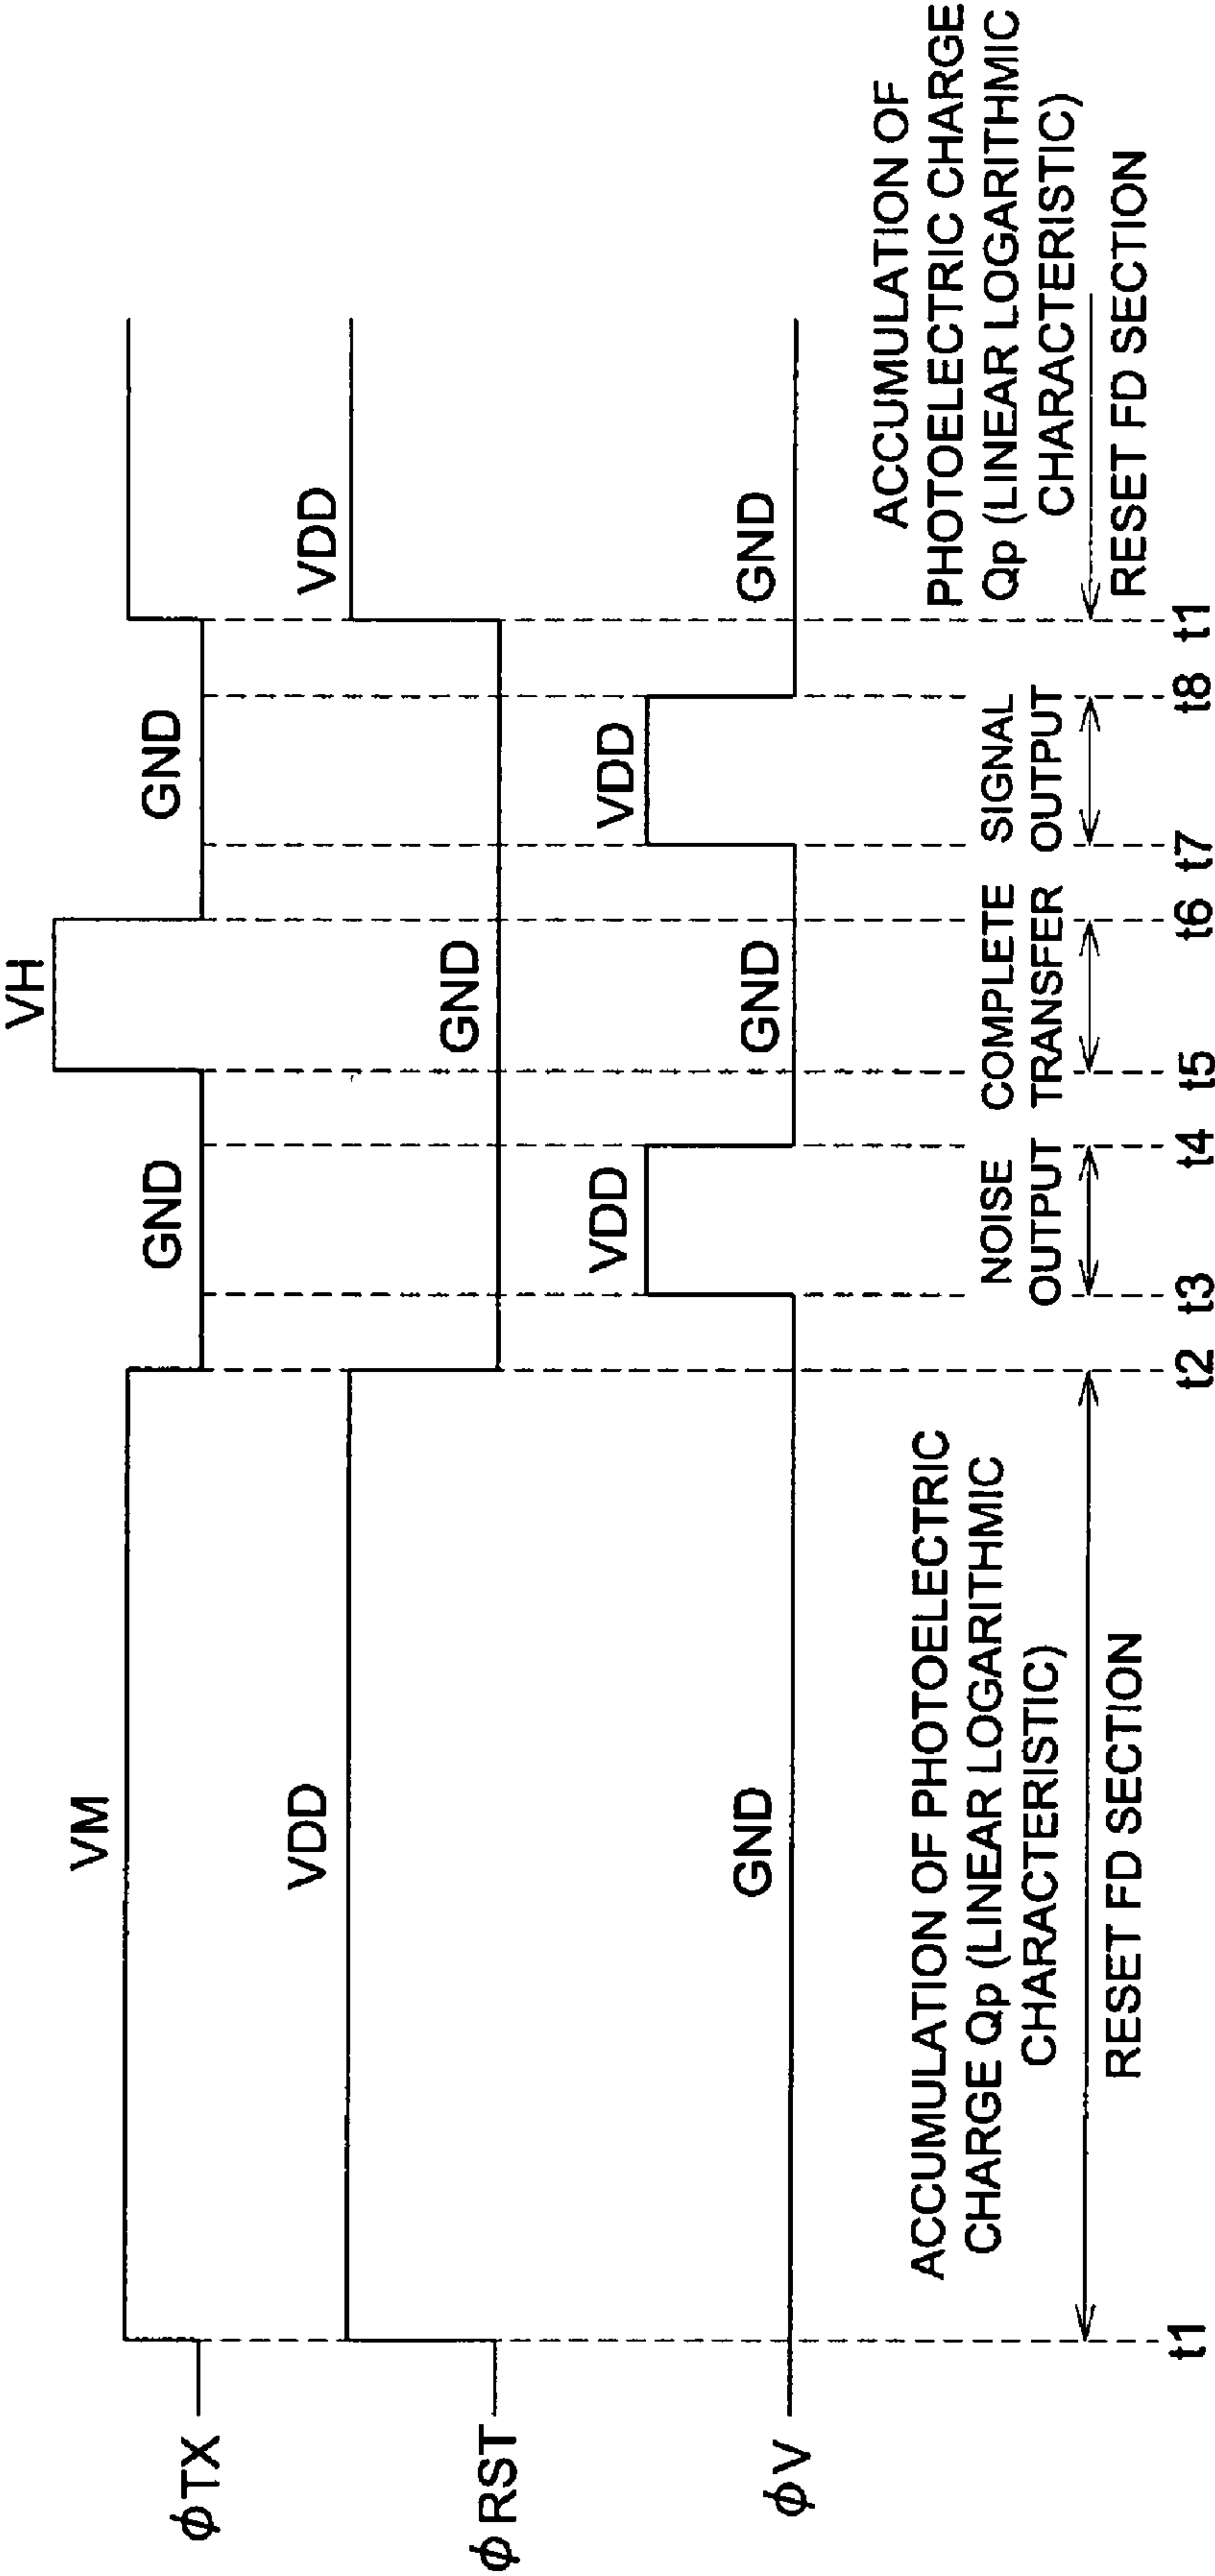 ϕTX
VM
GND
VH
GND
ϕRST
VDD
GND
VDD
ϕV
GND
VDD
GND
VDD
GND
ACCUMULATION OF PHOTOELECTRIC
CHARGE Qp (LINEAR LOGARITHMIC
CHARACTERISTIC)
RESET FD SECTION
NOISE
OUTPUT
COMPLETE
TRANSFER
SIGNAL
OUTPUT
ACCUMULATION OF
PHOTOELECTRIC CHARGE
Qp (LINEAR LOGARITHMIC
CHARACTERISTIC)
RESET FD SECTION
t1 t2 t3 t4 t5 t6 t7 t8 t1